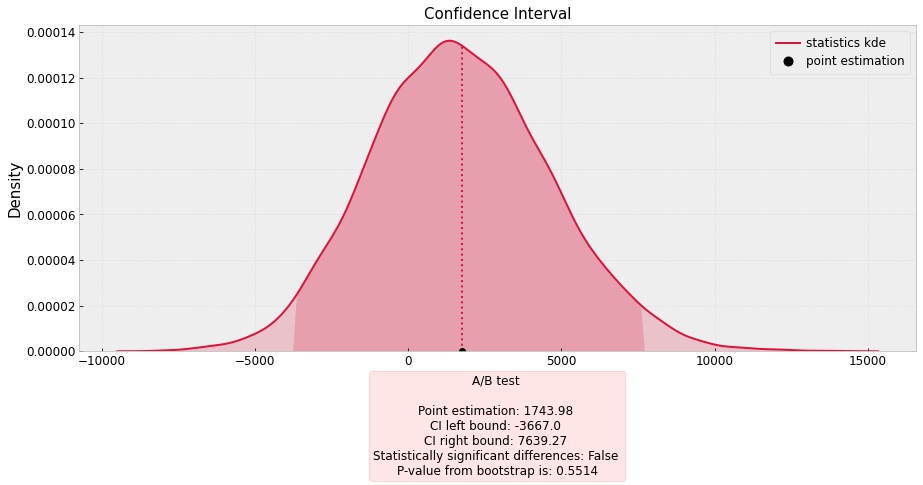 Confidence Interval
statistics kde
point estimation
Density
0.00014
0.00012
0.00010
0.00008
0.00006
0.00004
0.00002
0.00000
−10000
−5000
0
5000
10000
15000
A/B test
Point estimation: 1743.98
CI left bound: -3667.0
CI right bound: 7639.27
Statistically significant differences: False
P-value from bootstrap is: 0.5514